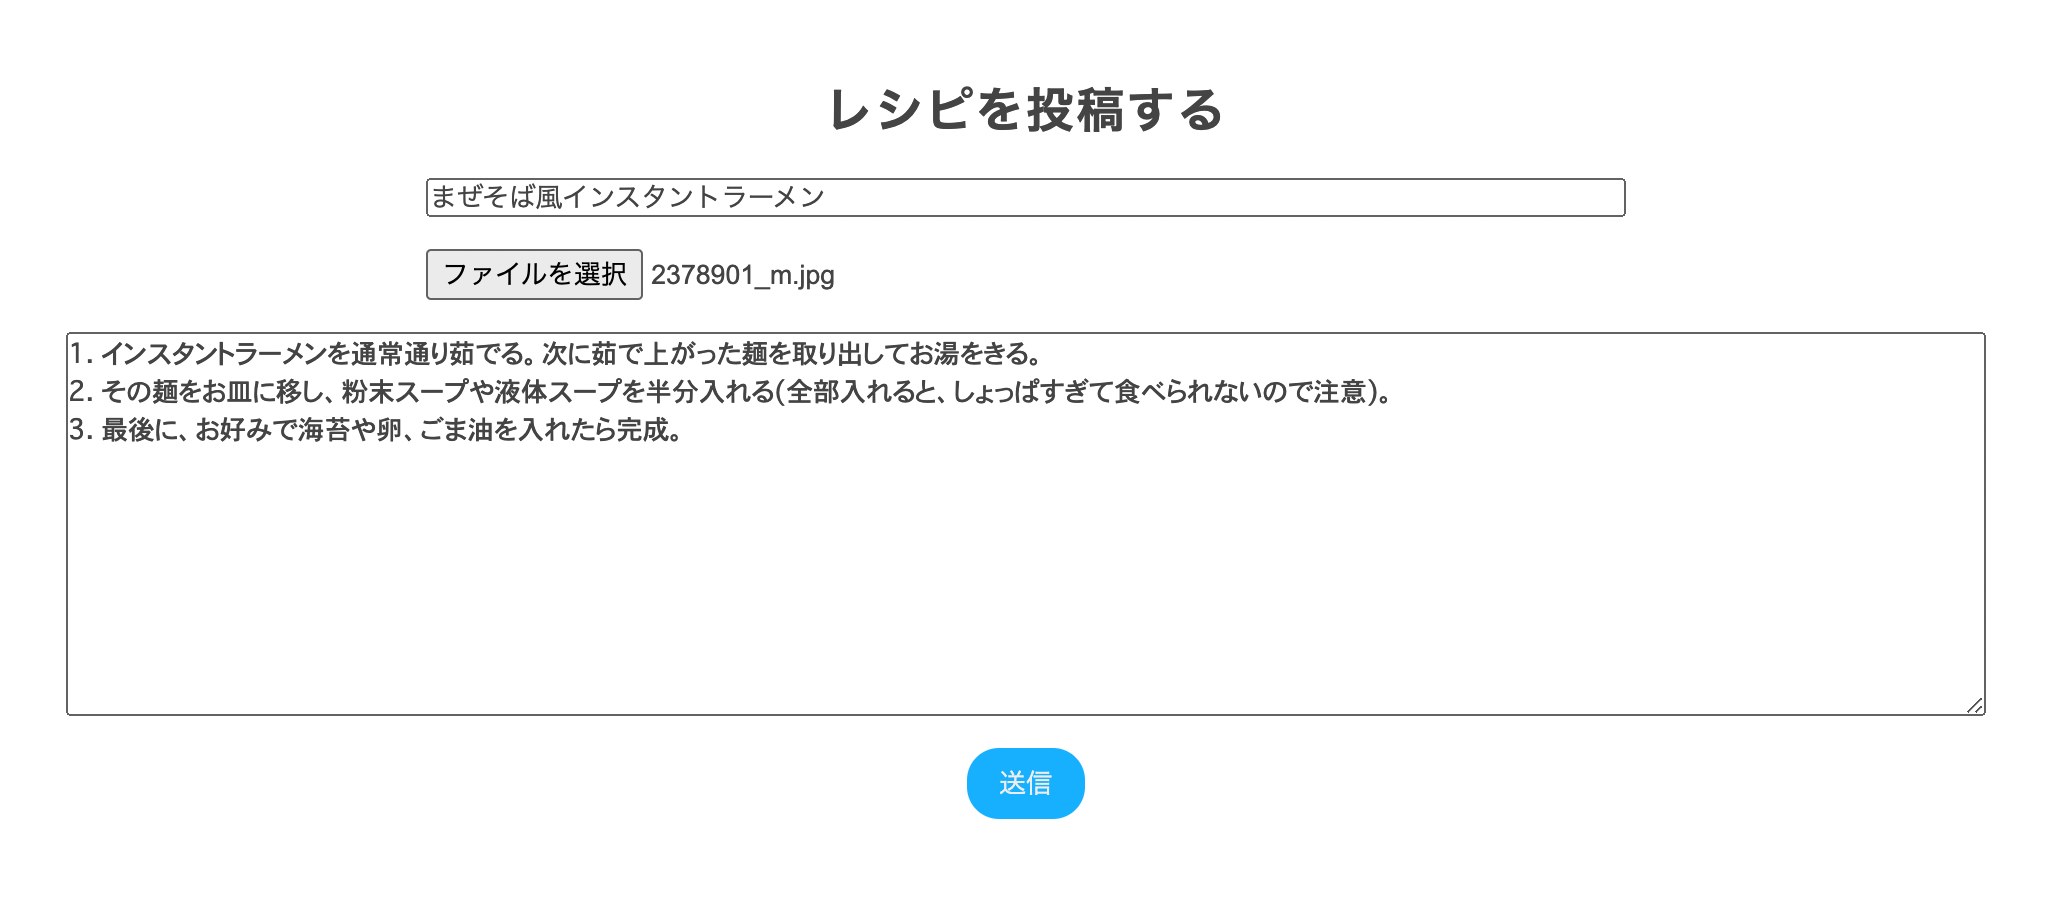 レシピを投稿する
まぜそば風インスタントラーメン
ファイルを選択 2378901_m.jpg
1. インスタントラーメンを通常通り茹でる。次に茹で上がった麺を取り出してお湯をきる。
2. その麺をお皿に移し、粉末スープや液体スープを半分入れる(全部入れると、しょっぱすぎて食べられないので注意)。
3. 最後に、お好みで海苔や卵、ごま油を入れたら完成。
送信